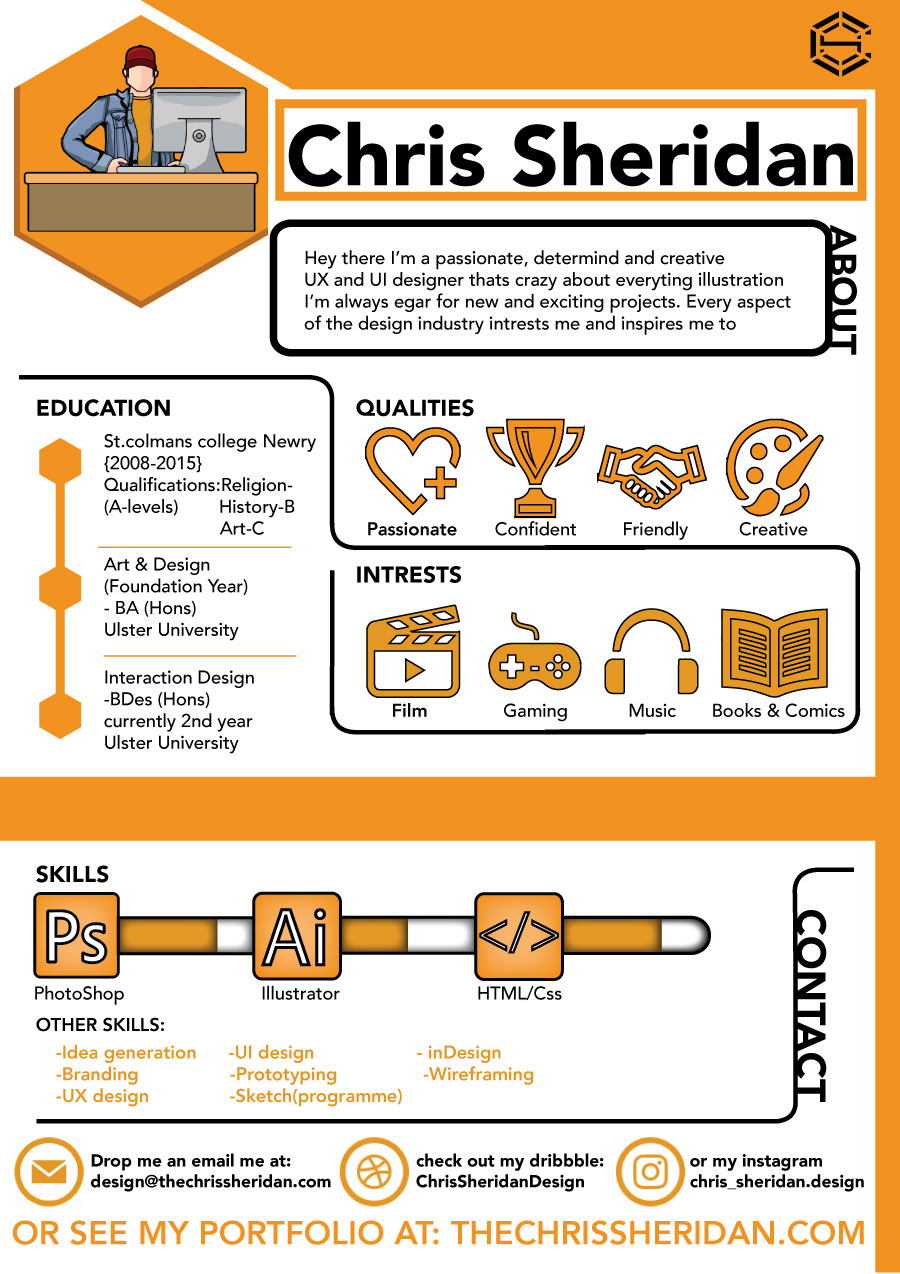 Chris Sheridan
ABOUT
Hey there I'm a passionate, determind and creative
UX and UI designer thats crazy about everyting illustration
I'm always egar for new and exciting projects. Every aspect
of the design industry intrests me and inspires me to
EDUCATION
St.colmans college Newry
{2008-2015}
Qualifications:Religion-
(A-levels) History-B
Art-C
Art & Design
(Foundation Year)
- BA (Hons)
Ulster University
Interaction Design
-BDes (Hons)
currently 2nd year
Ulster University
QUALITIES
Passionate Confident Friendly Creative
INTRESTS
Film Gaming Music Books & Comics
SKILLS
Ps Ai </>
PhotoShop Illustrator HTML/Css
OTHER SKILLS:
-Idea generation -UI design - inDesign
-Branding -Prototyping -Wireframing
-UX design -Sketch(programme)
CONTACT
Drop me an email me at:
design@thechrissheridan.com
check out my dribbble:
ChrisSheridanDesign
or my instagram
chris_sheridan.design
OR SEE MY PORTFOLIO AT: THECHRISSHERIDAN.COM